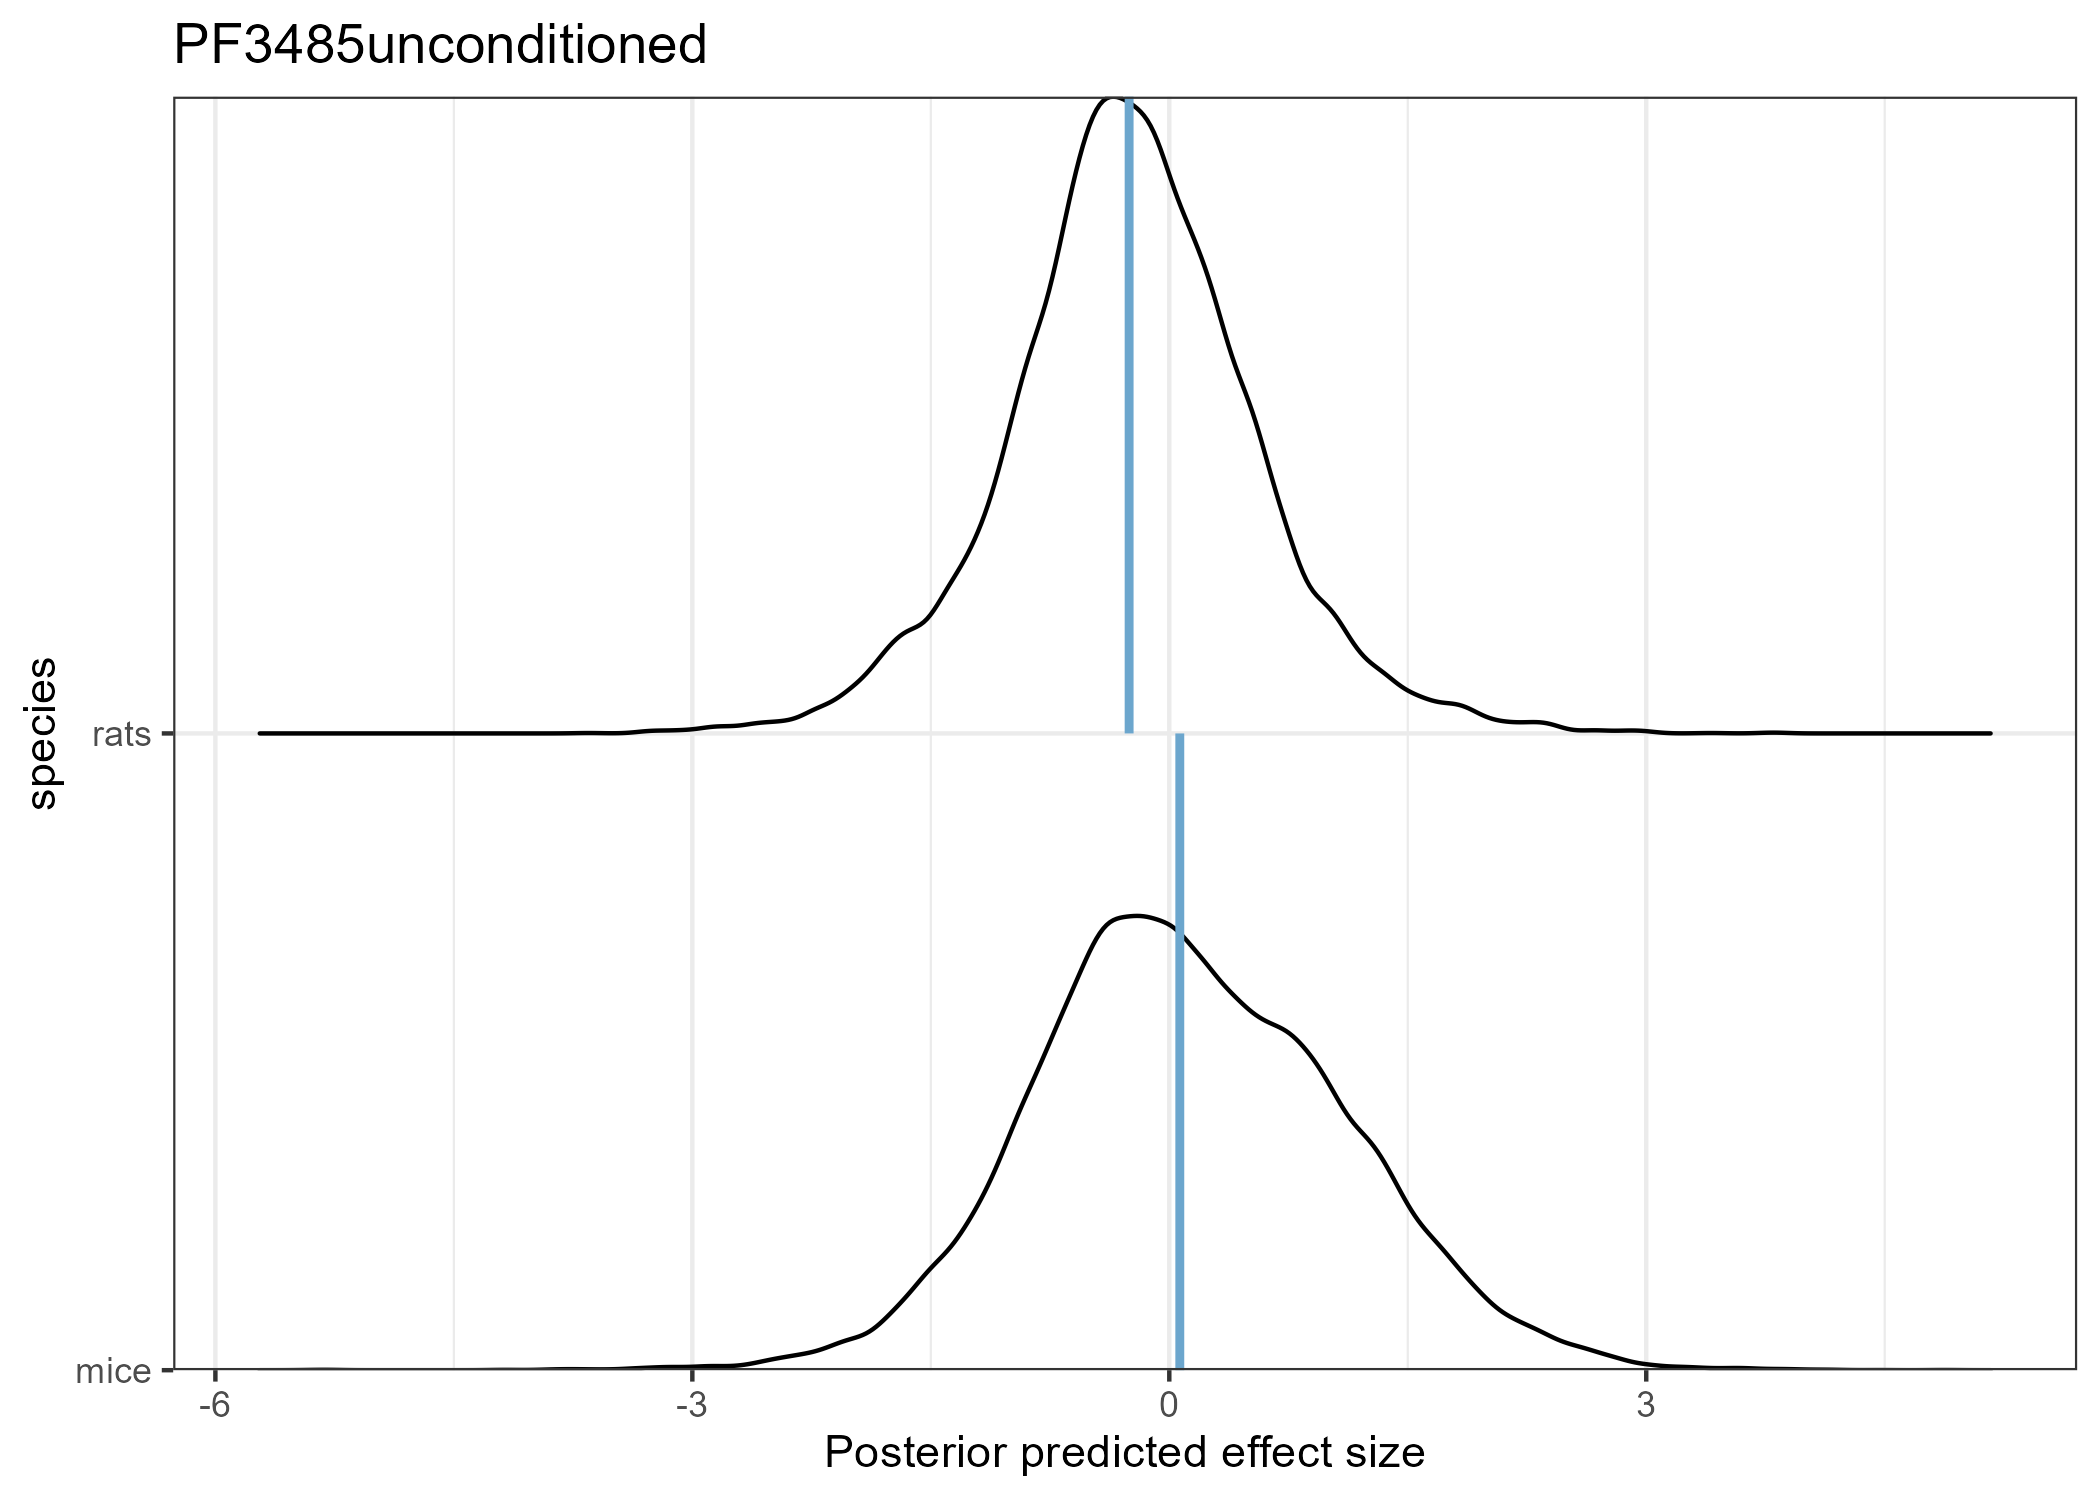 PF3485unconditioned
species
rats
mice
-6
-3
0
3
Posterior predicted effect size